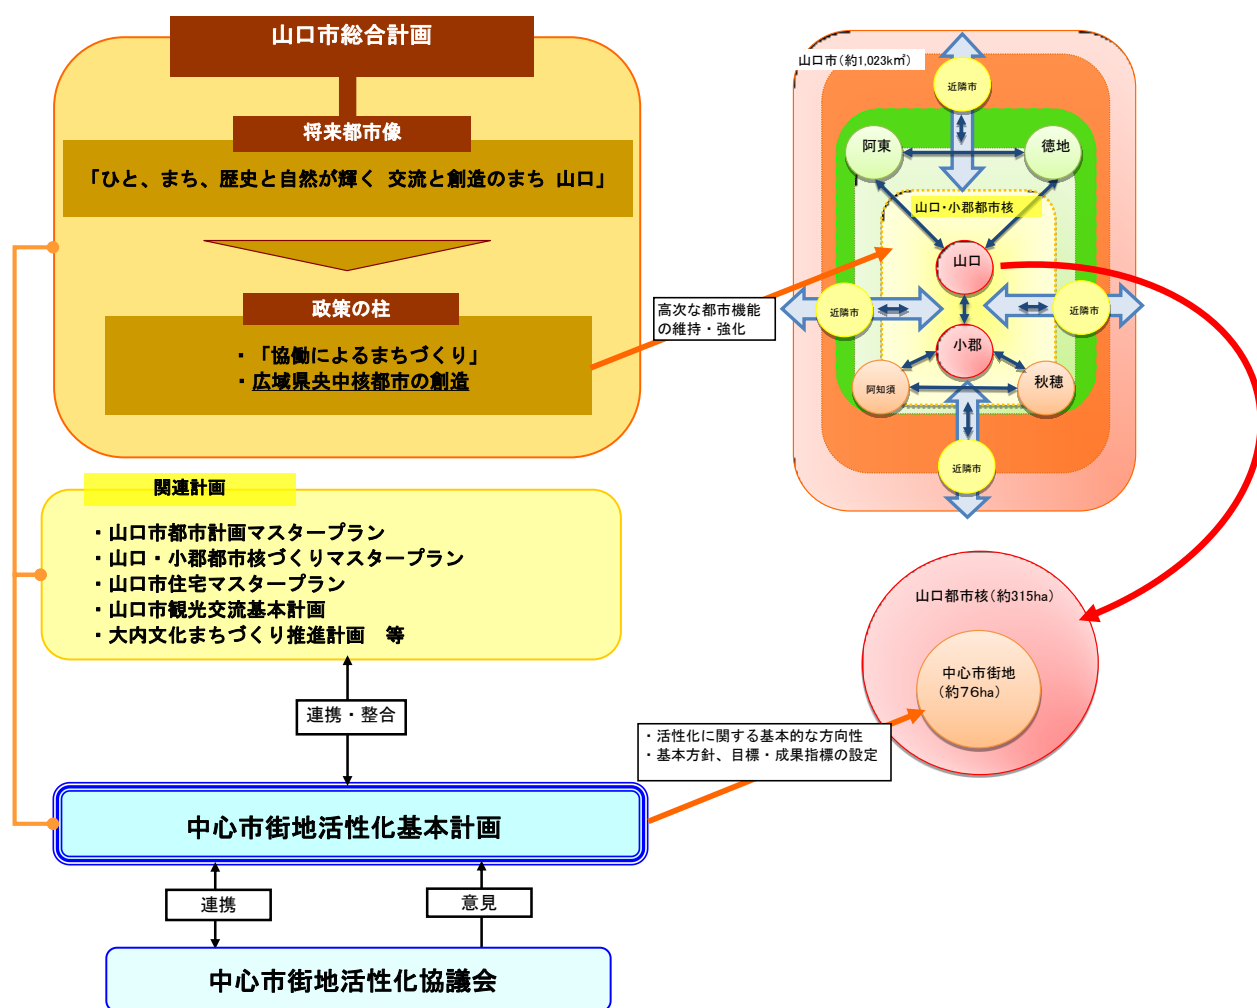 山口市総合計画
将来都市像
「ひと、まち、歴史と自然が輝く 交流と創造のまち 山口」
政策の柱
・「協働によるまちづくり」
・広域県央中核都市の創造
関連計画
・山口市都市計画マスタープラン
・山口・小郡都市核づくりマスタープラン
・山口市住宅マスタープラン
・山口市観光交流基本計画
・大内文化まちづくり推進計画　等
連携・整合
中心市街地活性化基本計画
連携
意見
中心市街地活性化協議会
高次な都市機能
の維持・強化
山口市（約1,023k㎡）
近隣市
阿東
徳地
山口・小郡都市核
山口
近隣市
近隣市
小郡
阿知須
秋穂
近隣市
山口都市核（約315ha）
中心市街地
（約76ha）
・活性化に関する基本的な方向性
・基本方針、目標・成果指標の設定